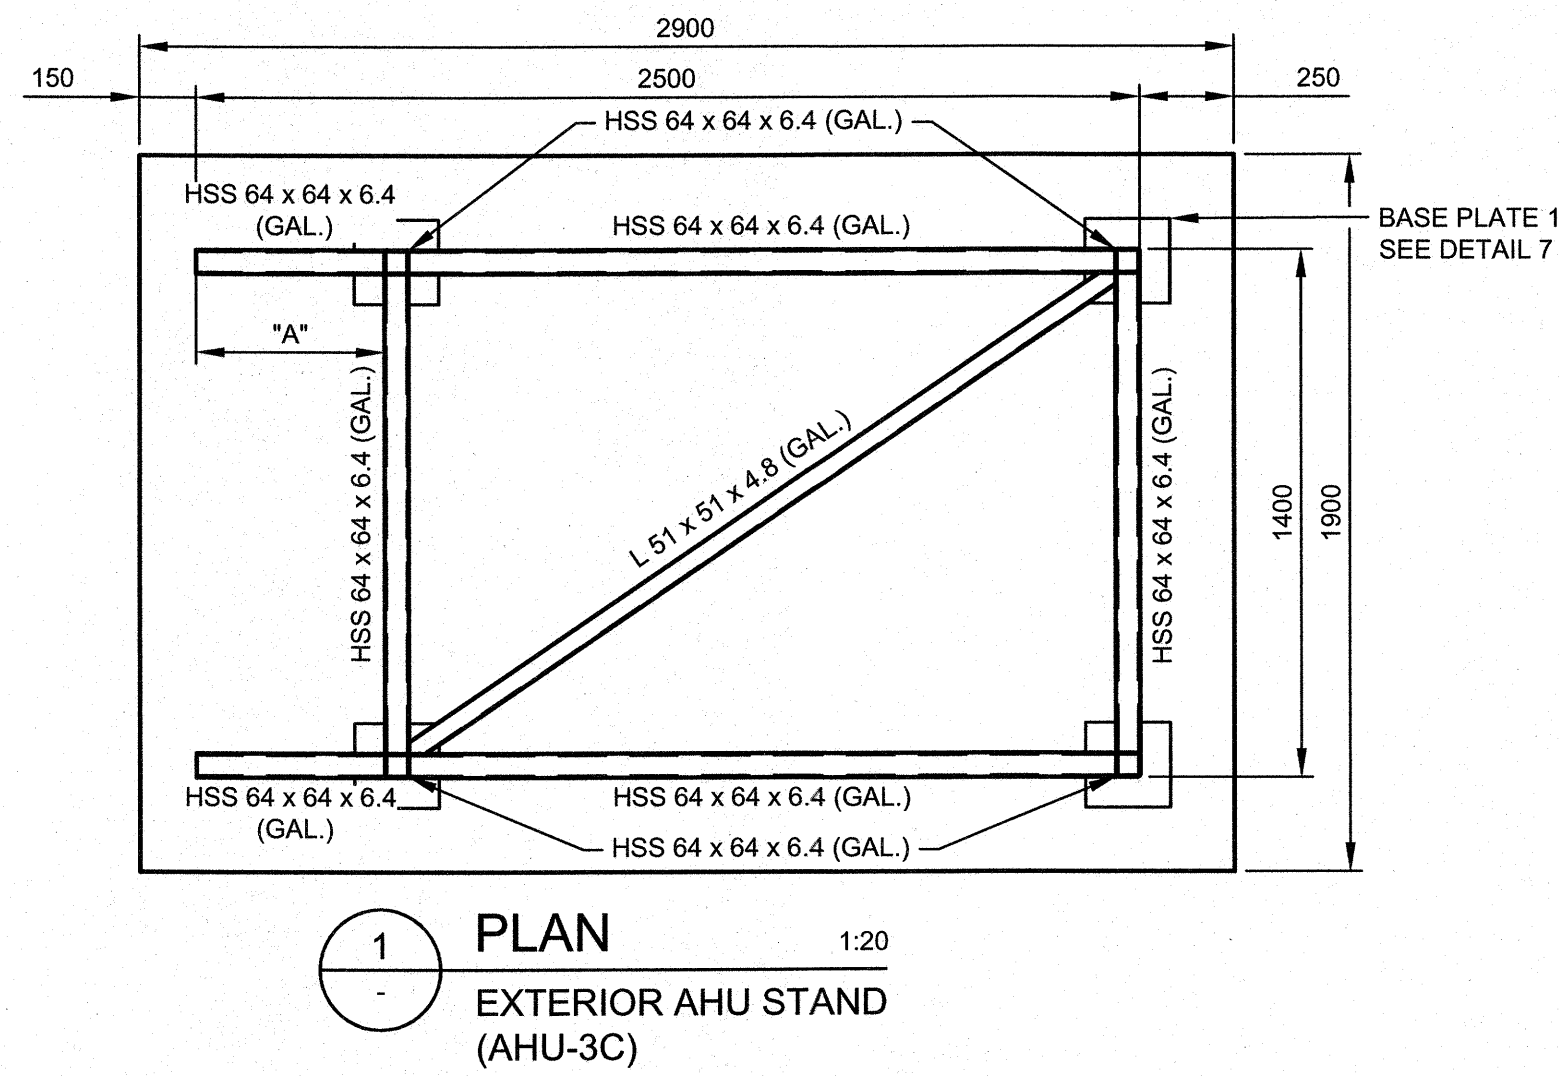 2900
150
2500
250
HSS 64 x 64 x 6.4 (GAL.)
HSS 64 x 64 x 6.4
(GAL.)
HSS 64 x 64 x 6.4 (GAL.)
BASE PLATE 1
SEE DETAIL 7
"A"
HSS 64 x 64 x 6.4 (GAL.)
L 51 x 51 x 4.8 (GAL.)
HSS 64 x 64 x 6.4 (GAL.)
1400
1900
HSS 64 x 64 x 6.4
(GAL.)
HSS 64 x 64 x 6.4 (GAL.)
HSS 64 x 64 x 6.4 (GAL.)
1
-
PLAN
1:20
EXTERIOR AHU STAND
(AHU-3C)